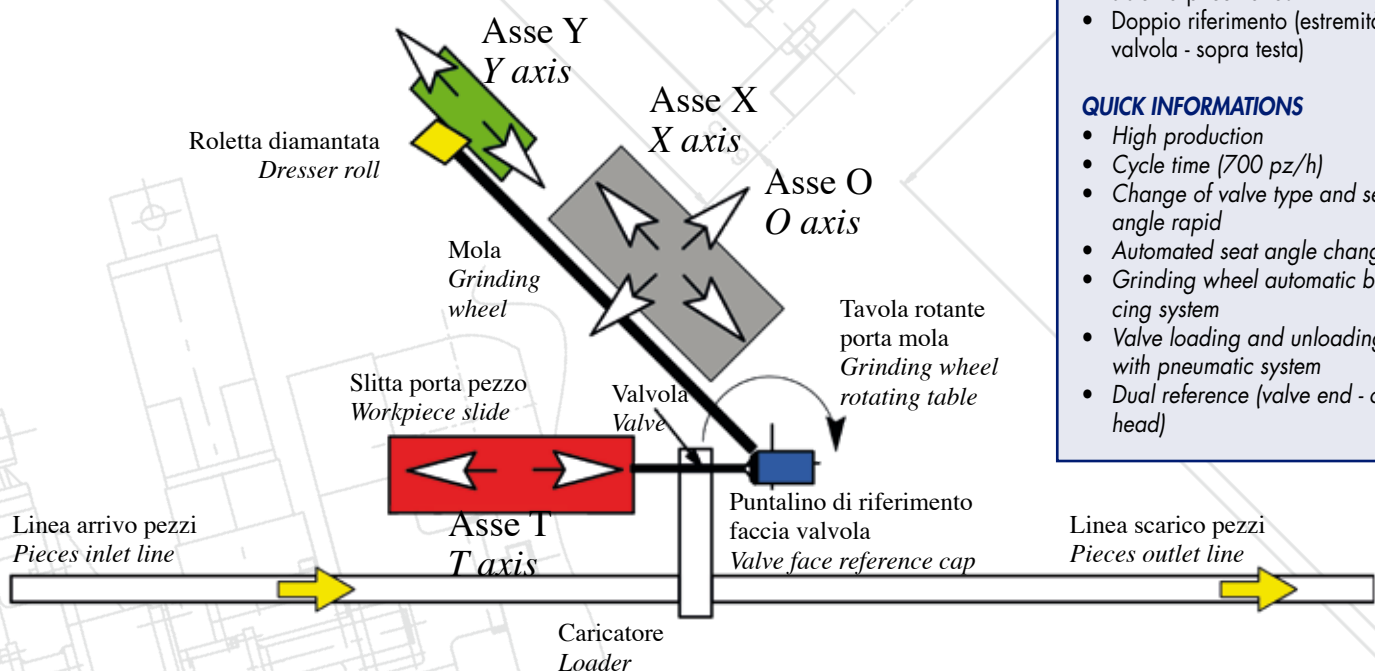 Asse Y
Y axis
Asse X
X axis
Asse O
O axis
Roletta diamantata
Dresser roll
Mola
Grinding
wheel
Tavola rotante
porta mola
Grinding wheel
rotating table
Slitta porta pezzo
Workpiece slide
Valvola
Valve
Asse T
T axis
Puntalino di riferimento
faccia valvola
Valve face reference cap
Linea arrivo pezzi
Pieces inlet line
Linea scarico pezzi
Pieces outlet line
Caricatore
Loader
• Doppio riferimento (estremità
valvola - sopra testa)
QUICK INFORMATIONS
• High production
• Cycle time (700 pz/h)
• Change of valve type and
angle rapid
• Automated seat angle
• Grinding wheel automatic
cing system
• Valve loading and unloading
with pneumatic system
• Dual reference (valve end -
head)